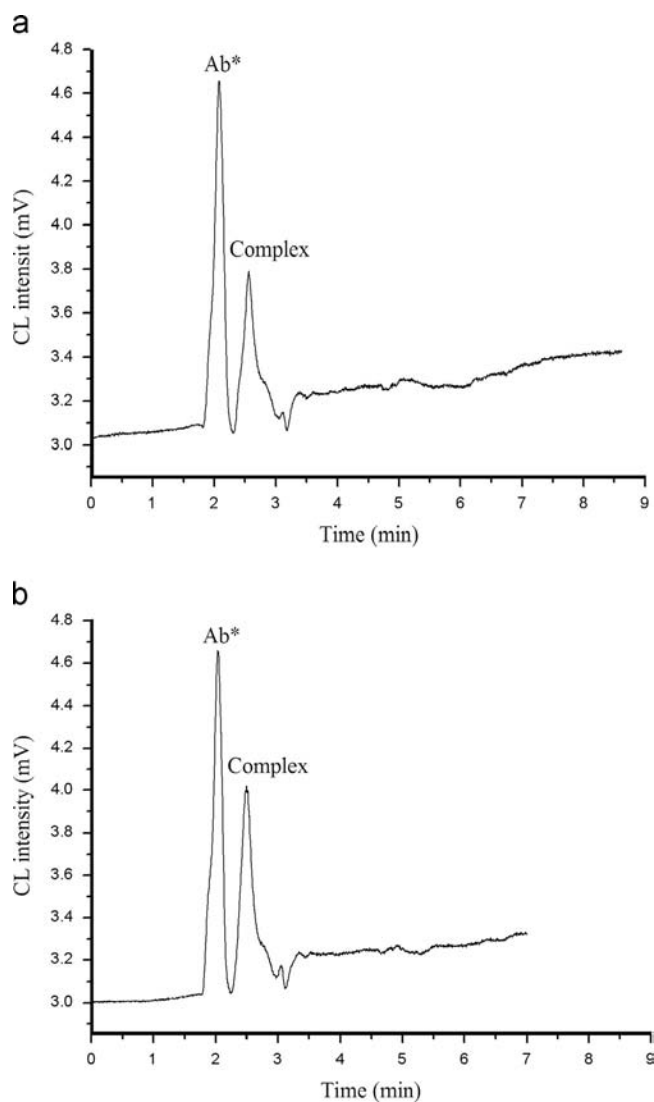 a
4.8
Ab*
4.6
4.4
4.2
4.0
Complex
3.8
3.6
3.4
3.2
3.0
CL intensit (mV)
0 1 2 3 4 5 6 7 8 9
Time (min)
b
4.8
Ab*
4.6
4.4
4.2
Complex
4.0
3.8
3.6
3.4
3.2
3.0
CL intensity (mV)
0 1 2 3 4 5 6 7 8 9
Time (min)